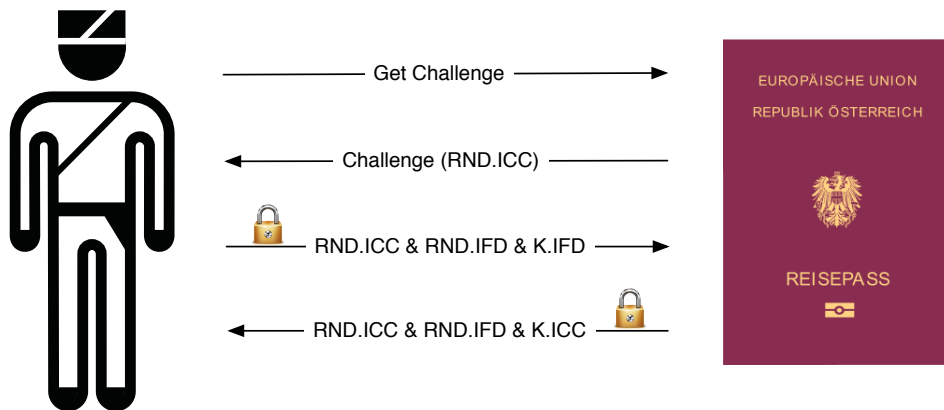 Get Challenge
Challenge (RND.ICC)
RND.ICC & RND.IFD & K.IFD
RND.ICC & RND.IFD & K.ICC
EUROPÄISCHE UNION
REPUBLIK ÖSTERREICH
REISEPASS